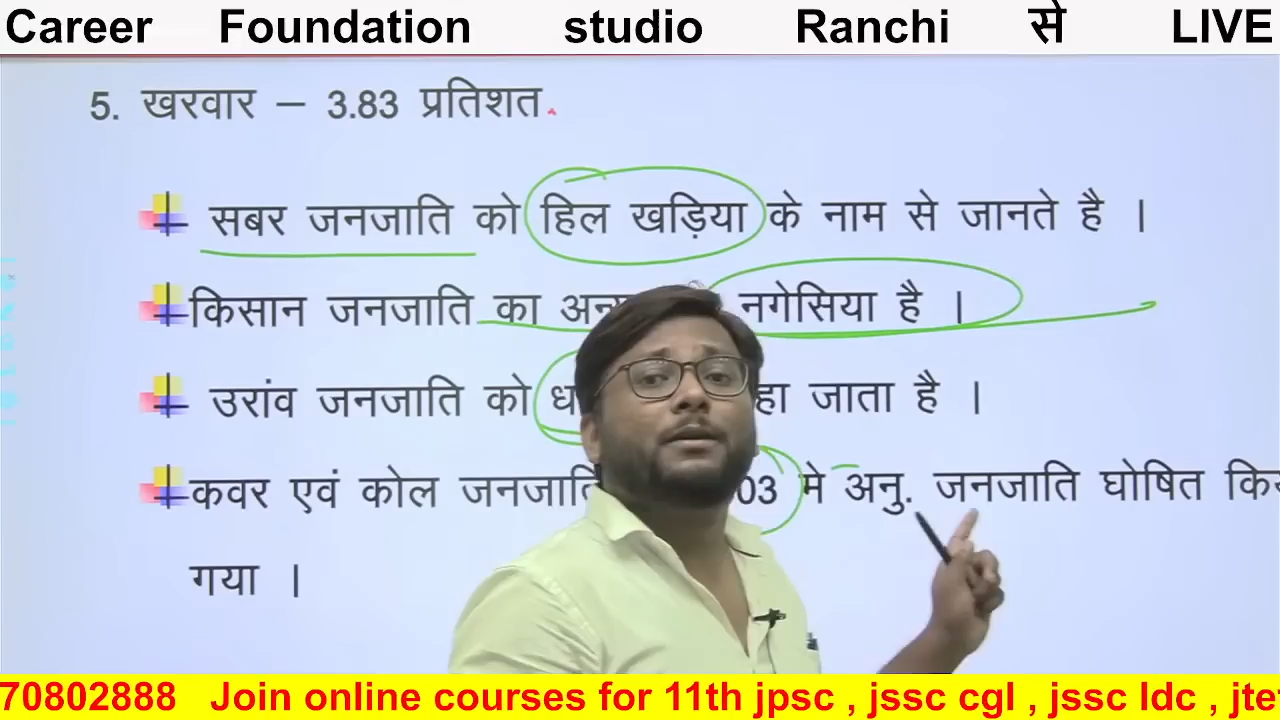 Career Foundation studio Ranchi से LIVE
5. खरवार – 3.83 प्रतिशत
सबर जनजाति को हिल खड़िया के नाम से जानते है ।
किसान जनजाति का नगेसिया है ।
उरांव जनजाति को जाता है ।
कवर एवं कोल जनजाति 03 मे अनु. जनजाति घोषित
गया ।
70802888 Join online courses for 11th jpsc , jssc cgl , jssc ldc ,